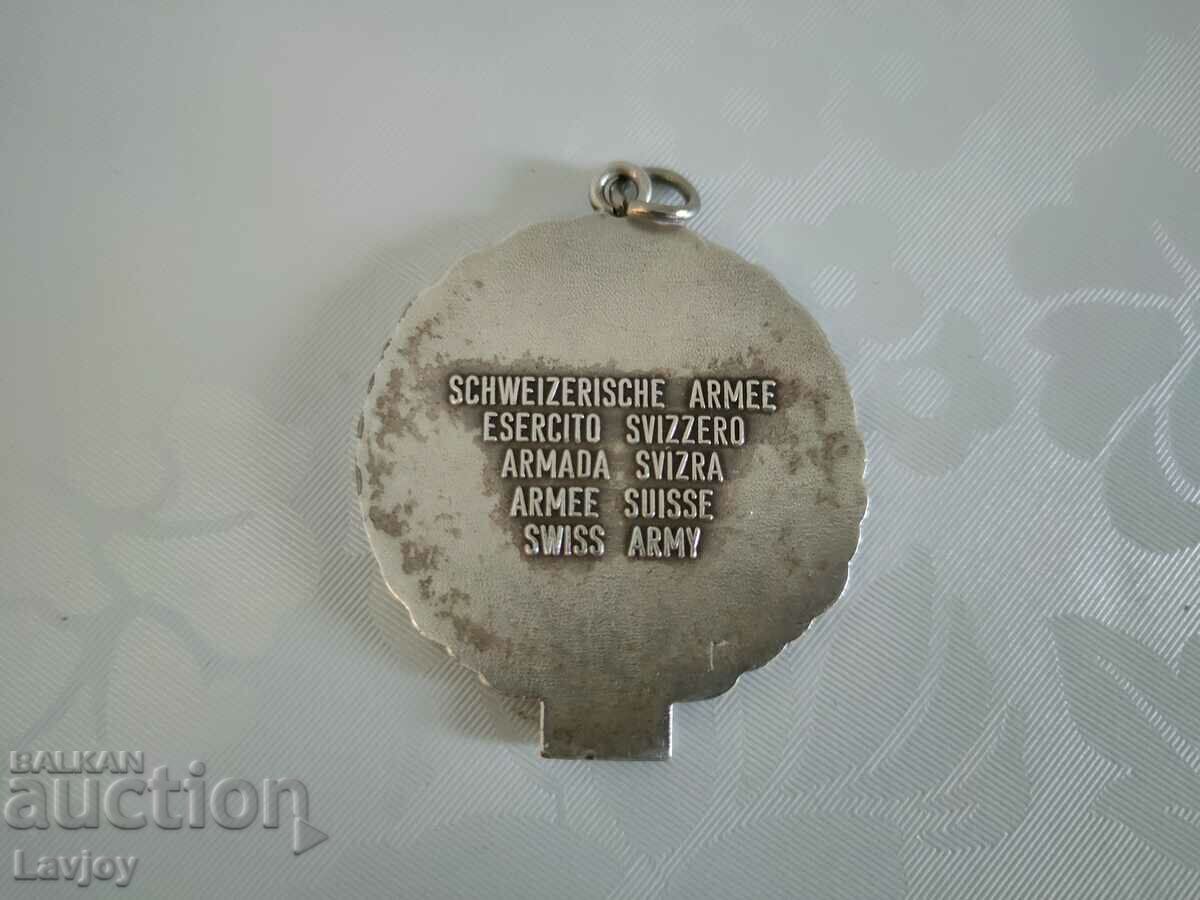 SCHWEIZERISCHE ARMEE
ESERCITO SVIZZERO
ARMADA SVIZRA
ARMEE SUISSE
SWISS ARMY
BALKAN
auction
Lavjoy